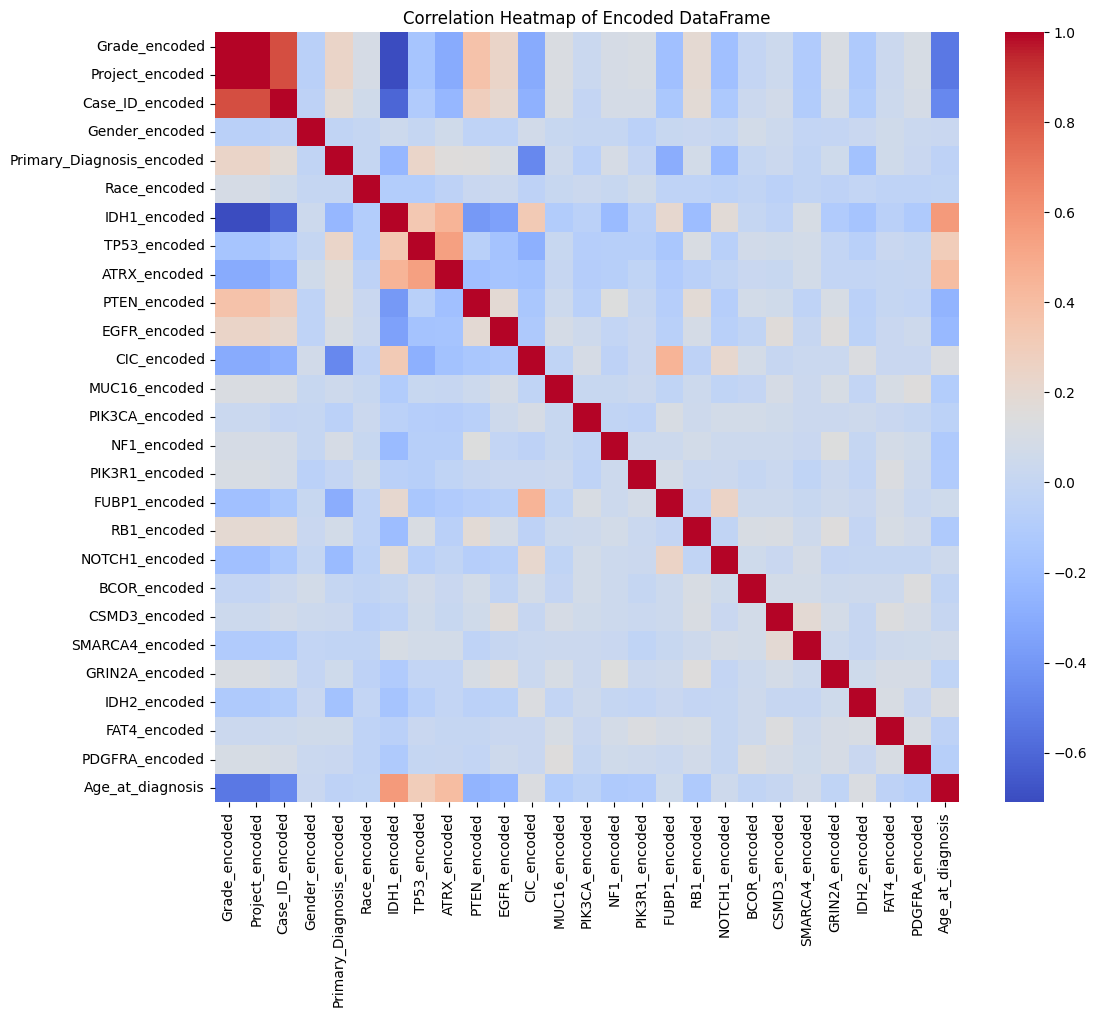 Correlation Heatmap of Encoded DataFrame
Grade_encoded
Project_encoded
Case_ID_encoded
Gender_encoded
Primary_Diagnosis_encoded
Race_encoded
IDH1_encoded
TP53_encoded
ATRX_encoded
PTEN_encoded
EGFR_encoded
CIC_encoded
MUC16_encoded
PIK3CA_encoded
NF1_encoded
PIK3R1_encoded
FUBP1_encoded
RB1_encoded
NOTCH1_encoded
BCOR_encoded
CSMD3_encoded
SMARCA4_encoded
GRIN2A_encoded
IDH2_encoded
FAT4_encoded
PDGFRA_encoded
Age_at_diagnosis
Grade_encoded
Project_encoded
Case_ID_encoded
Gender_encoded
Primary_Diagnosis_encoded
Race_encoded
IDH1_encoded
TP53_encoded
ATRX_encoded
PTEN_encoded
EGFR_encoded
CIC_encoded
MUC16_encoded
PIK3CA_encoded
NF1_encoded
PIK3R1_encoded
FUBP1_encoded
RB1_encoded
NOTCH1_encoded
BCOR_encoded
CSMD3_encoded
SMARCA4_encoded
GRIN2A_encoded
IDH2_encoded
FAT4_encoded
PDGFRA_encoded
Age_at_diagnosis
1.0
0.8
0.6
0.4
0.2
0.0
−0.2
−0.4
−0.6